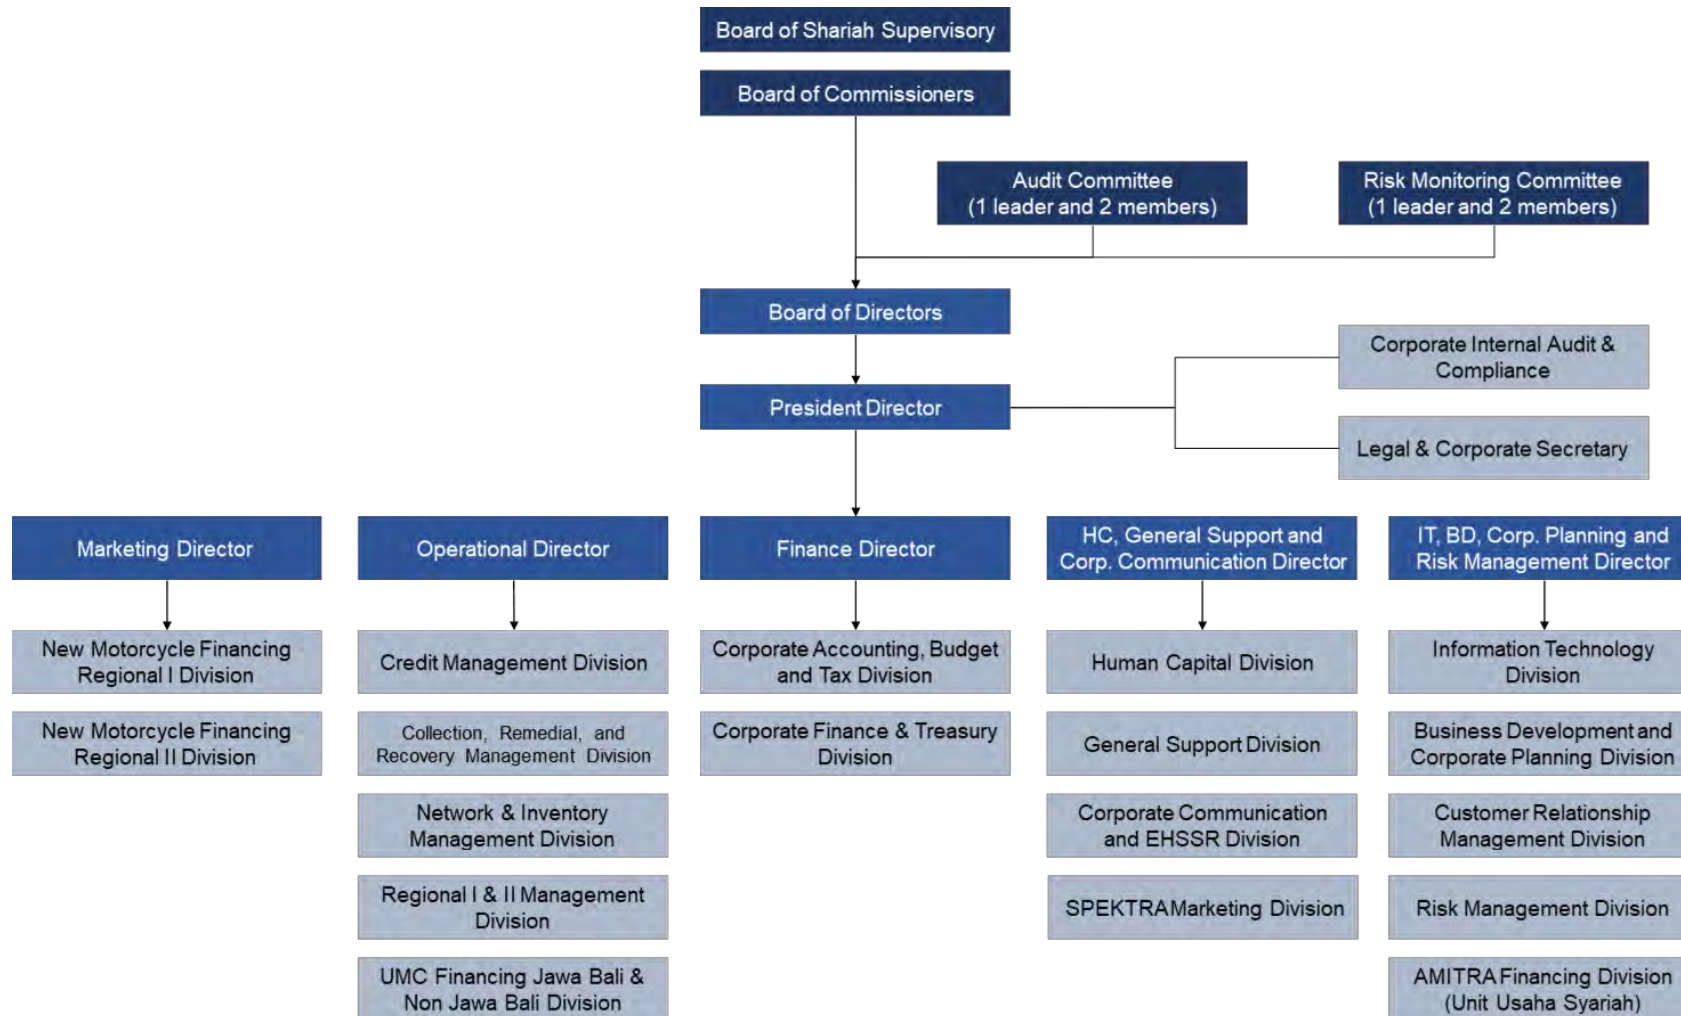 Board of Shariah Supervisory
Board of Commissioners
Audit Committee
(1 leader and 2 members)
Risk Monitoring Committee
(1 leader and 2 members)
Board of Directors
Corporate Internal Audit &
Compliance
President Director
Legal & Corporate Secretary
Marketing Director
Operational Director
Finance Director
HC, General Support and
Corp. Communication Director
IT, BD, Corp. Planning and
Risk Management Director
New Motorcycle Financing
Regional I Division
New Motorcycle Financing
Regional II Division
Credit Management Division
Collection, Remedial, and
Recovery Management Division
Network & Inventory
Management Division
Regional I & II Management
Division
UMC Financing Jawa Bali &
Non Jawa Bali Division
Corporate Accounting, Budget
and Tax Division
Corporate Finance & Treasury
Division
Human Capital Division
General Support Division
Corporate Communication
and EHSSR Division
SPEKTRA Marketing Division
Information Technology
Division
Business Development and
Corporate Planning Division
Customer Relationship
Management Division
Risk Management Division
AMITRA Financing Division
(Unit Usaha Syariah)